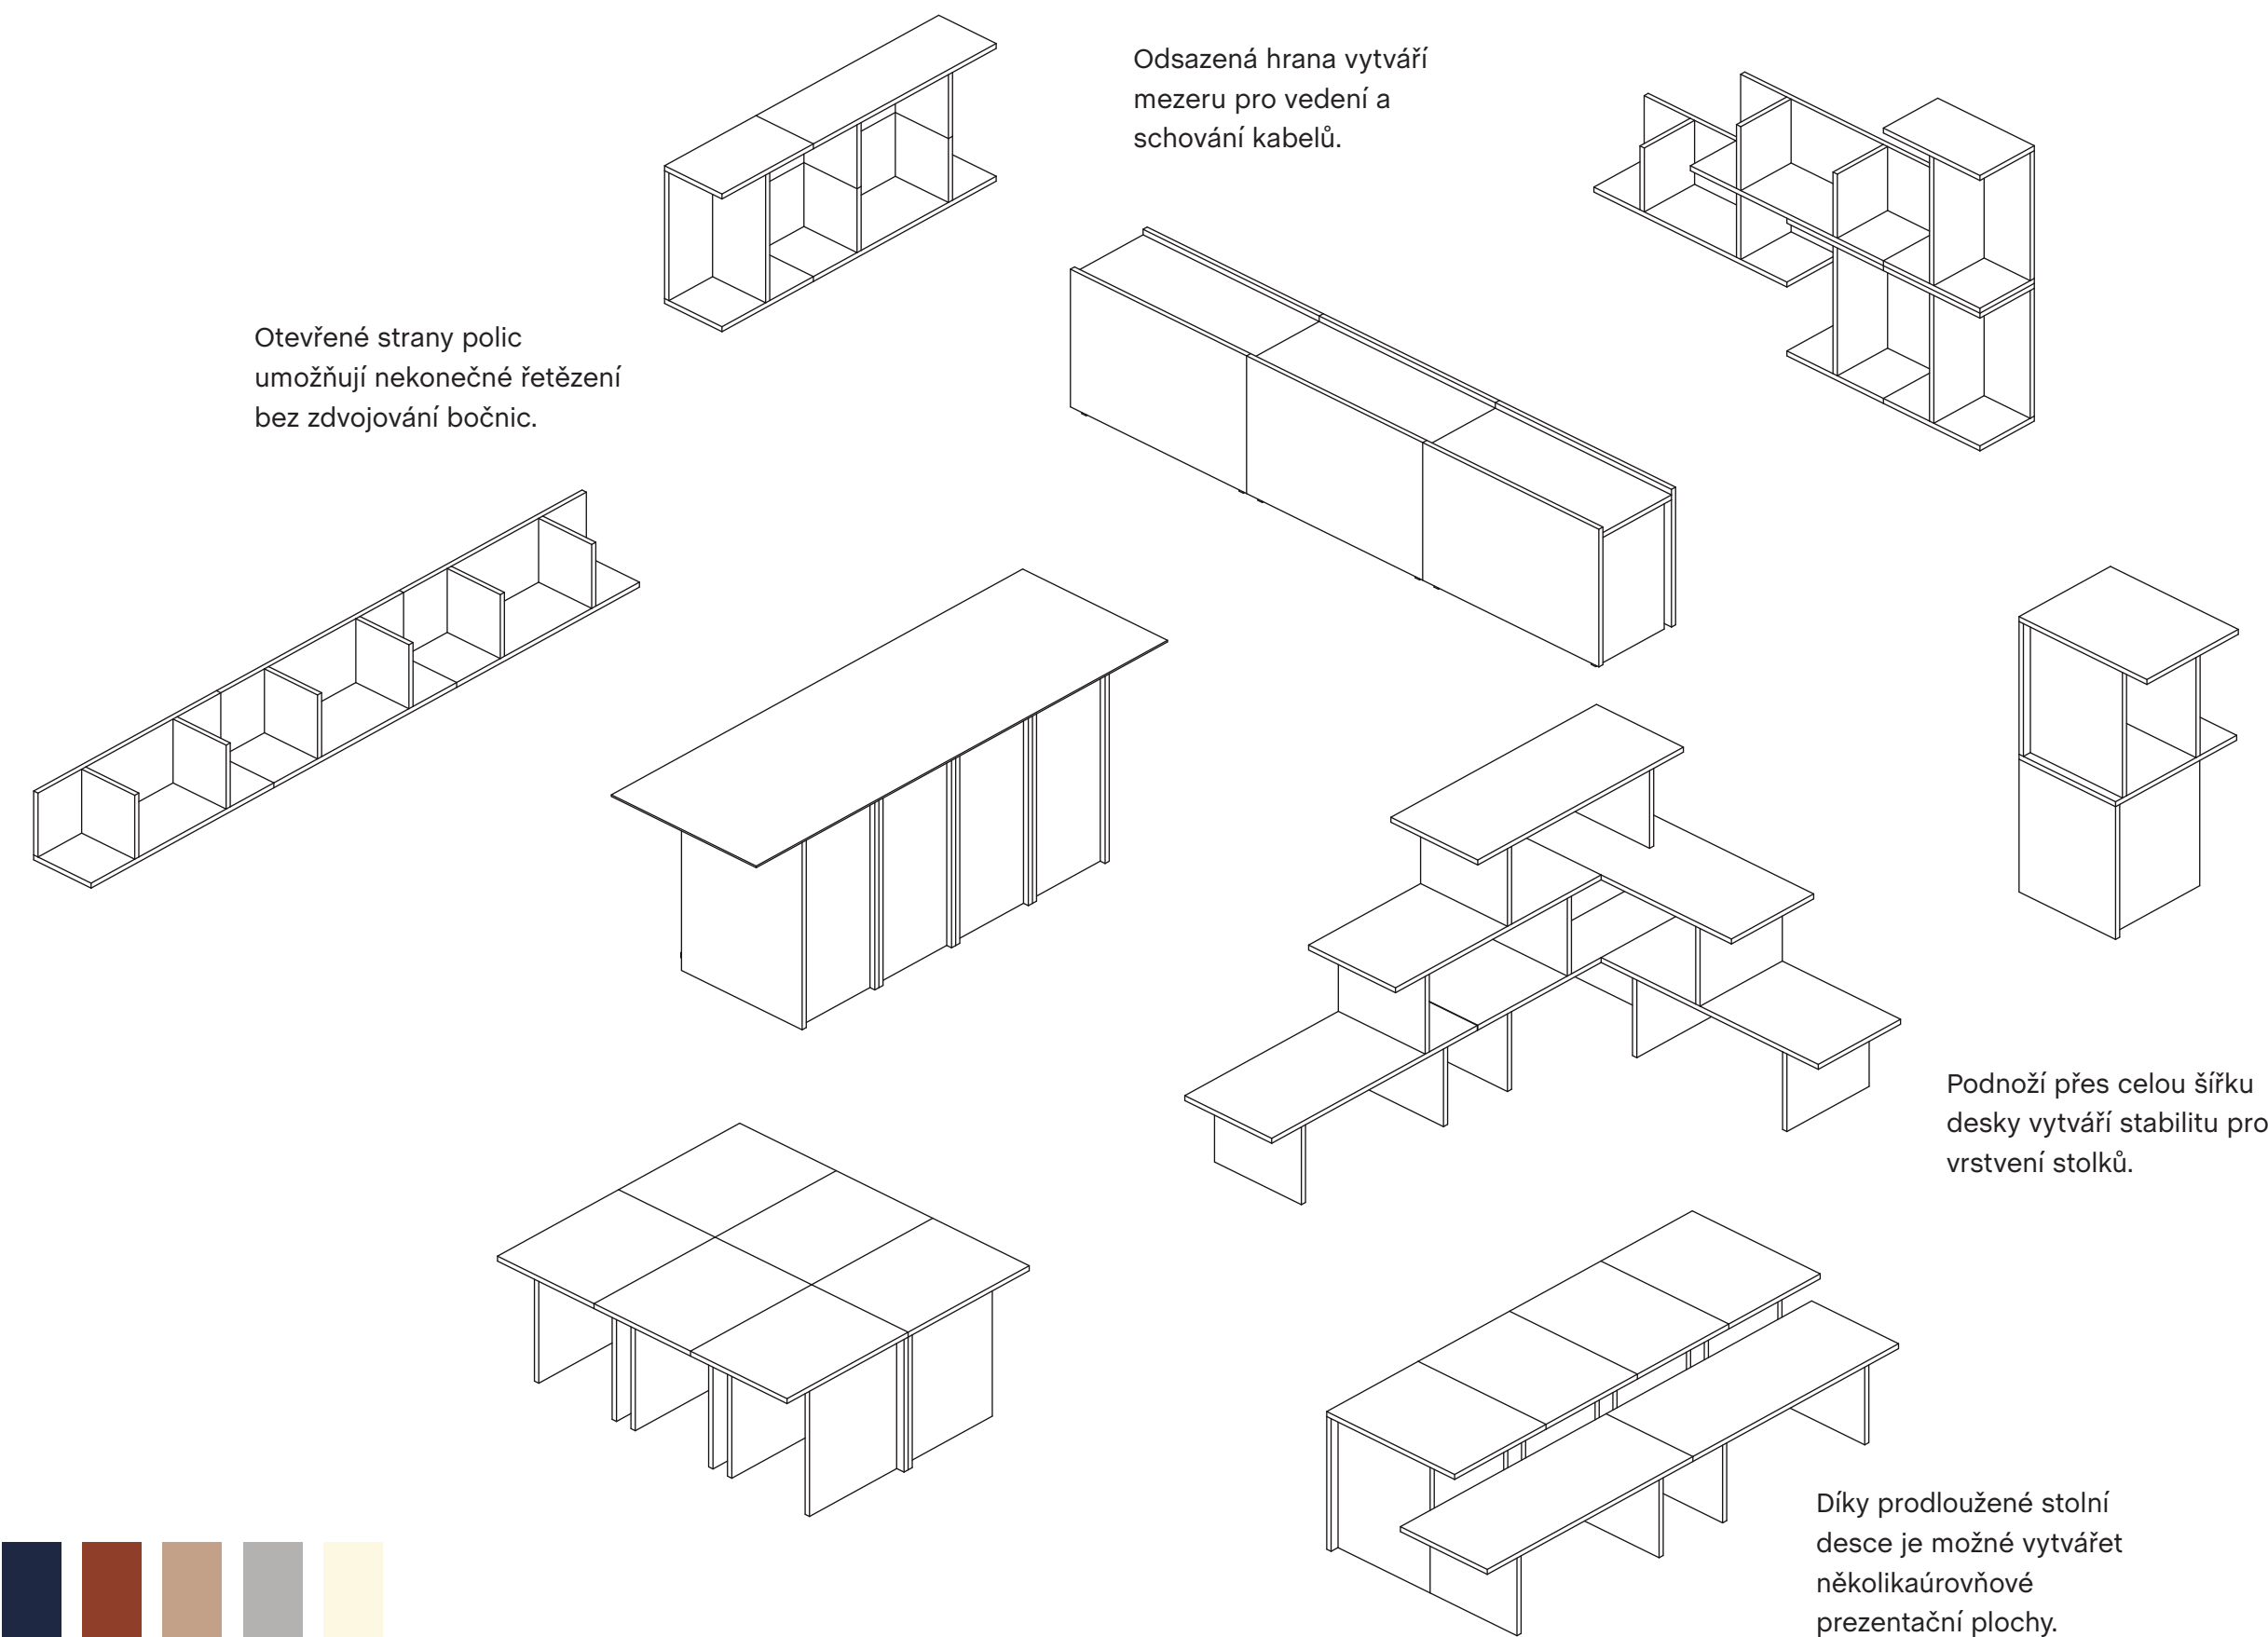 Odsazená hrana vytváří
mezeru pro vedení a
schování kabelů.
Otevřené strany polic
umožňují nekonečné řetězení
bez zdvojování bočnic.
Podnoží přes celou šířku
desky vytváří stabilitu pro
vrstvení stolků.
Díky prodloužené stolní
desce je možné vytvářet
několikaúrovňové
prezentační plochy.